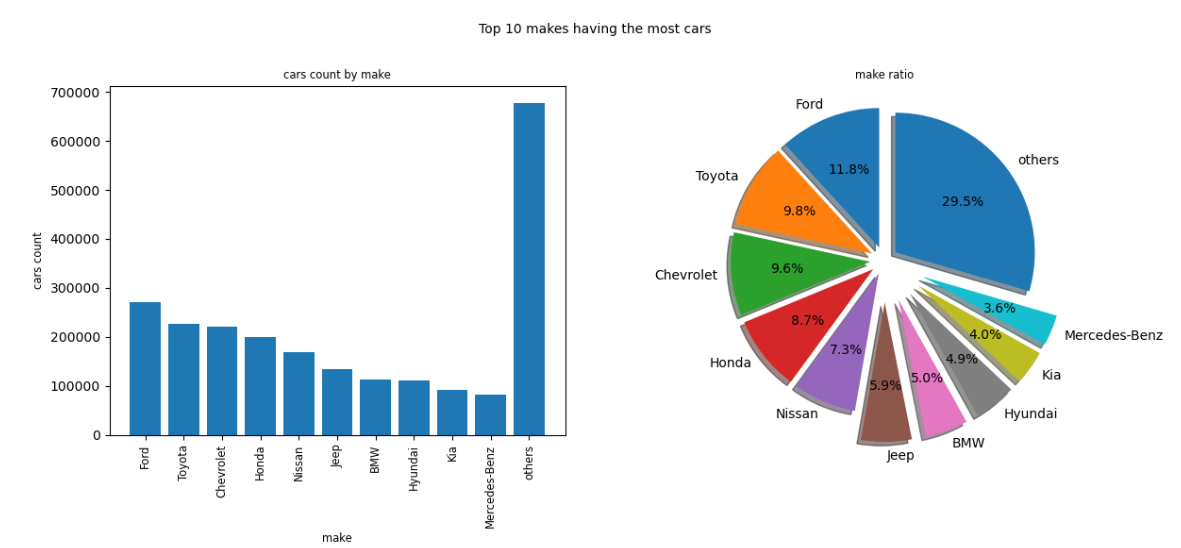 Top 10 makes having the most cars
cars count by make
700000
600000
500000
400000
300000
200000
100000
0
cars count
Ford
Toyota
Chevrolet
Honda
Nissan
Jeep
BMW
Hyundai
Kia
Mercedes-Benz
others
make
make ratio
Ford
11.8%
Toyota
9.8%
Chevrolet
9.6%
Honda
8.7%
Nissan
7.3%
Jeep
5.9%
BMW
5.0%
Hyundai
4.9%
Kia
4.0%
Mercedes-Benz
3.6%
others
29.5%